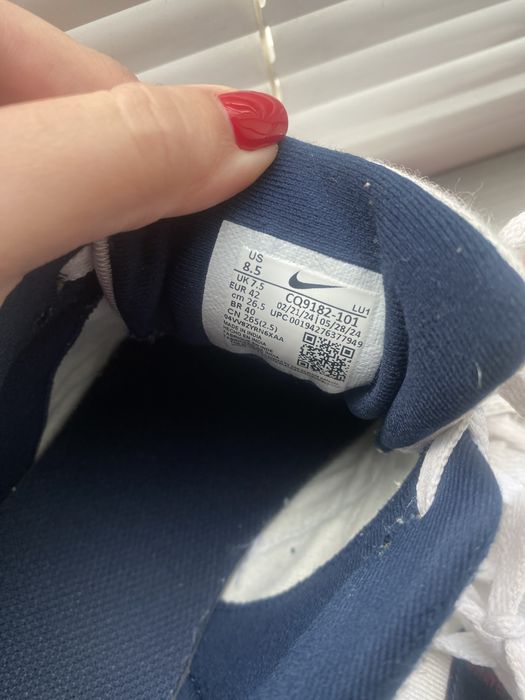 US
8.5
UK 7.5
EUR 42
cm 26.5
BR 40
CN 265(2.5)
04VVBZYRN6XAA
MADE IN INDIA
LU1
CQ9182-101
02/21/24 | 05/28/24
UPC 00194276377949